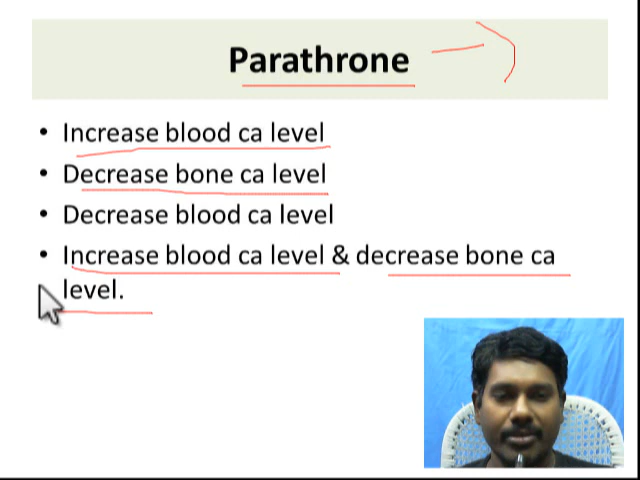 Parathrone
• Increase blood ca level
• Decrease bone ca level
• Decrease blood ca level
• Increase blood ca level & decrease bone ca
level.